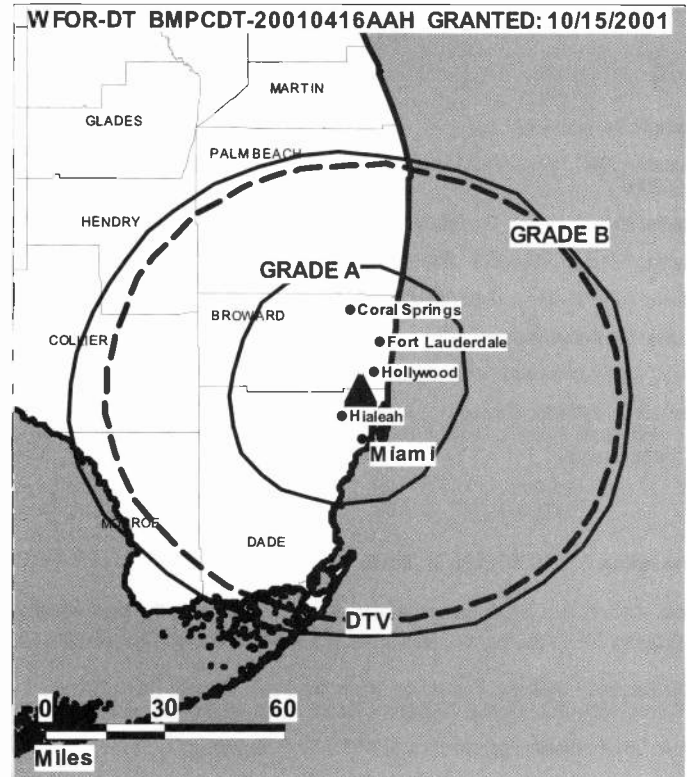 WFOR-DT BMPCDT-20010416AAH GRANTED: 10/15/2001
MARTIN
GLADES
PALM BEACH
HENDRY
GRADE B
GRADE A
Coral Springs
BROWARD
Fort Lauderdale
COLLIER
Hollywood
Hialeah
Miami
MONROE
DADE
DTV
0 30 60
Miles